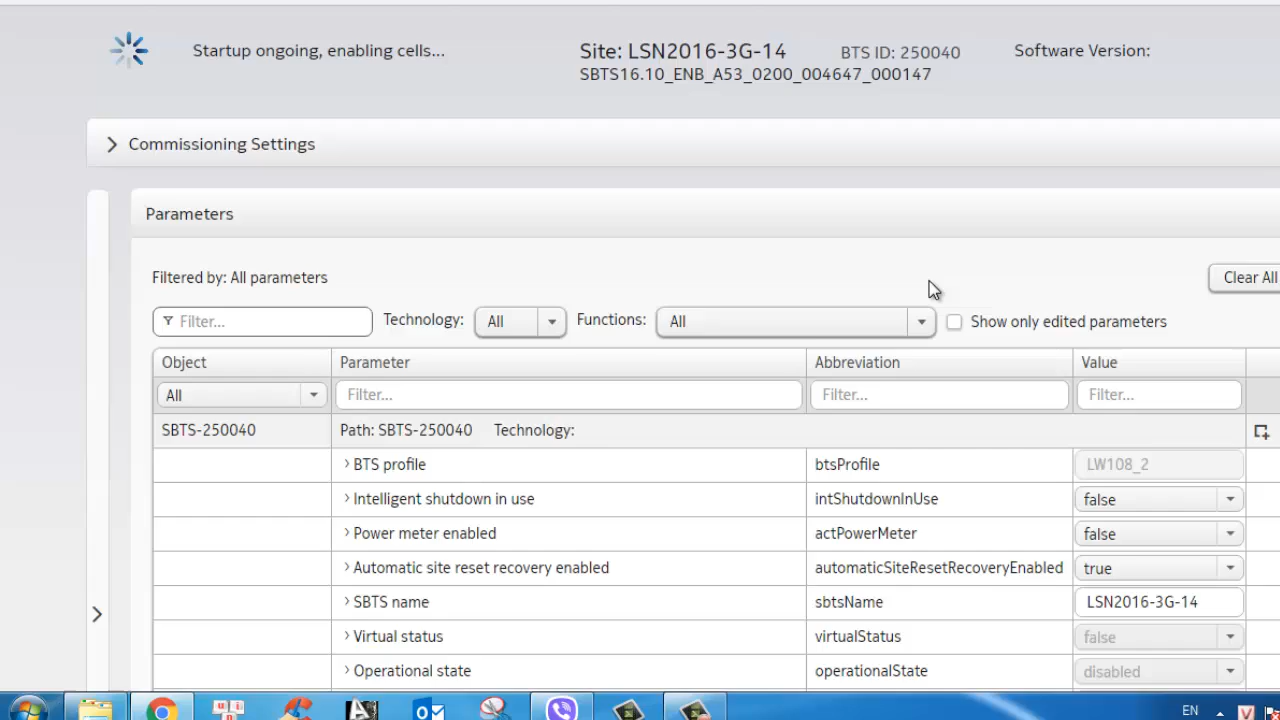 Startup ongoing, enabling cells...
Site: LSN2016-3G-14 BTS ID: 250040 Software Version:
SBTS16.10_ENB_A53_0200_004647_000147
Commissioning Settings
Parameters
Filtered by: All parameters
Clear All
Filter... Technology: All Functions: All Show only edited parameters
Object Parameter Abbreviation Value
All Filter... Filter... Filter...
SBTS-250040 Path: SBTS-250040 Technology:
BTS profile btsProfile LW108_2
Intelligent shutdown in use intShutdownInUse false
Power meter enabled actPowerMeter false
Automatic site reset recovery enabled automaticSiteResetRecoveryEnabled true
SBTS name sbtsName LSN2016-3G-14
Virtual status virtualStatus false
Operational state operationalState disabled
EN